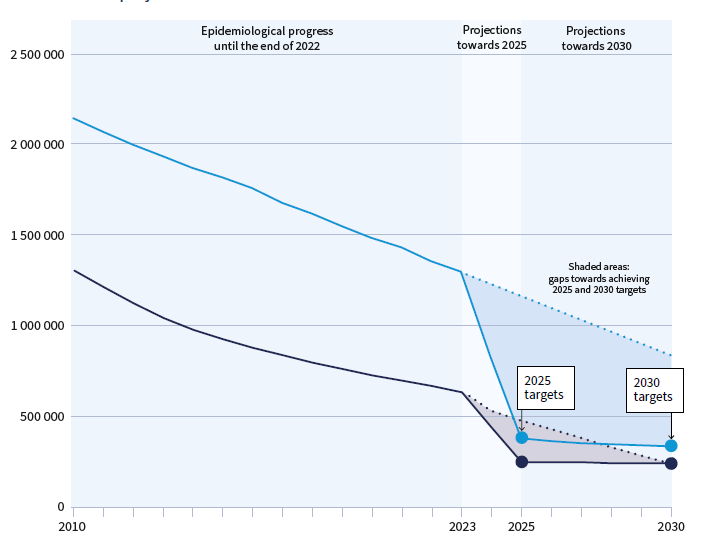 Epidemiological progress
until the end of 2022
Projections
towards 2025
Projections
towards 2030
2 500 000
2 000 000
1 500 000
1 000 000
500 000
0
Shaded areas:
gaps towards achieving
2025 and 2030 targets
2025
targets
2030
targets
2010
2023
2025
2030